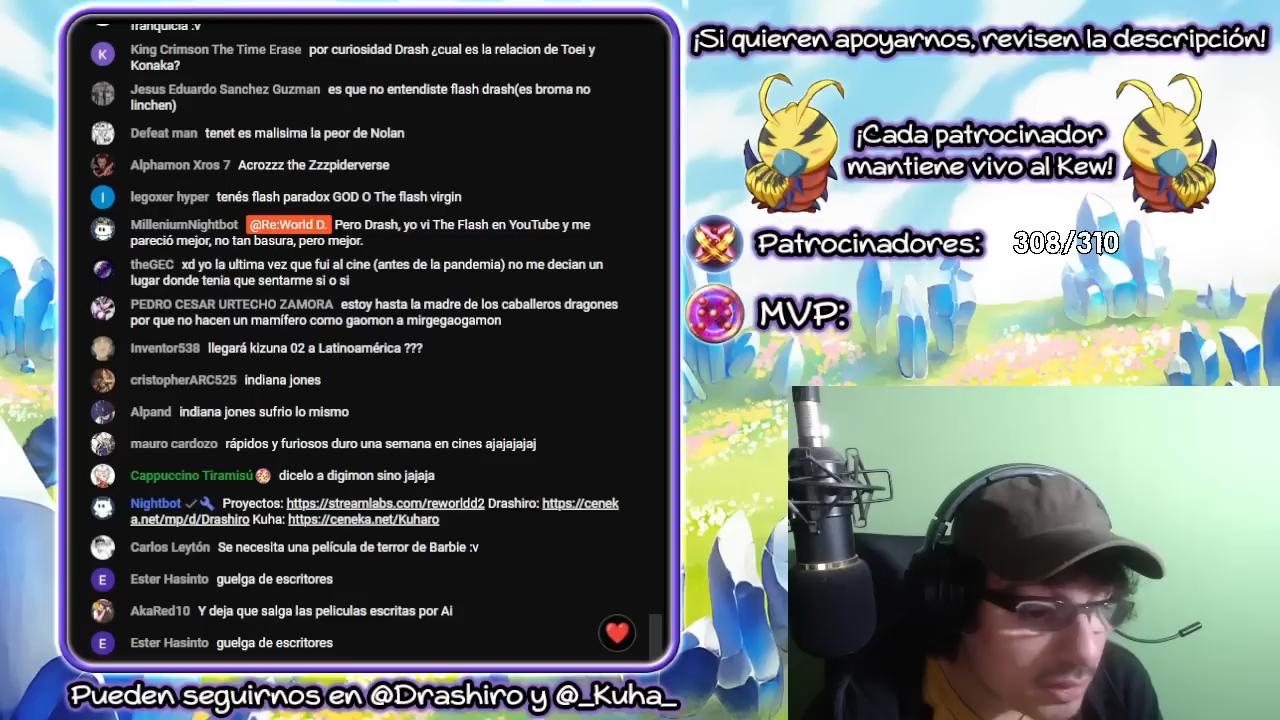 franquicia :v
King Crimson The Time Erase por curiosidad Drash ¿cual es la relacion de Toei y
Konaka?
Jesus Eduardo Sanchez Guzman es que no entendiste flash drash(es broma no
linchen)
Defeat man tenet es malisima la peor de Nolan
Alphamon Xros 7 Acrozzz the Zzzpiderverse
legoxer hyper tenés flash paradox GOD O The flash virgin
MilleniumNightbot @Re:World D. Pero Drash, yo vi The Flash en YouTube y me
pareció mejor, no tan basura, pero mejor.
theGEC xd yo la ultima vez que fui al cine (antes de la pandemia) no me decian un
lugar donde tenia que sentarme si o si
PEDRO CESAR URTECHO ZAMORA estoy hasta la madre de los caballeros dragones
por que no hacen un mamífero como gaomon a mirgegaogamon
Inventor538 llegará kizuna 02 a Latinoamérica ???
cristopherARC525 indiana jones
Alpand indiana jones sufrio lo mismo
mauro cardozo rápidos y furiosos duro una semana en cines ajajajajaj
Cappuccino Tiramisú dicelo a digimon sino jajaja
Nightbot Proyectos: https://streamlabs.com/reworldd2 Drashiro: https://cenek
a.net/mp/d/Drashiro Kuha: https://ceneka.net/Kuharo
Carlos Leytón Se necesita una película de terror de Barbie :v
E Ester Hasinto guelga de escritores
AkaRed10 Y deja que salga las peliculas escritas por Ai
E Ester Hasinto guelga de escritores
Pueden seguirnos en @Drashiro y @_Kuha_
¡Si quieren apoyarnos, revisen la descripción!
¡Cada patrocinador
mantiene vivo al Kew!
Patrocinadores: 308/310
MVP: